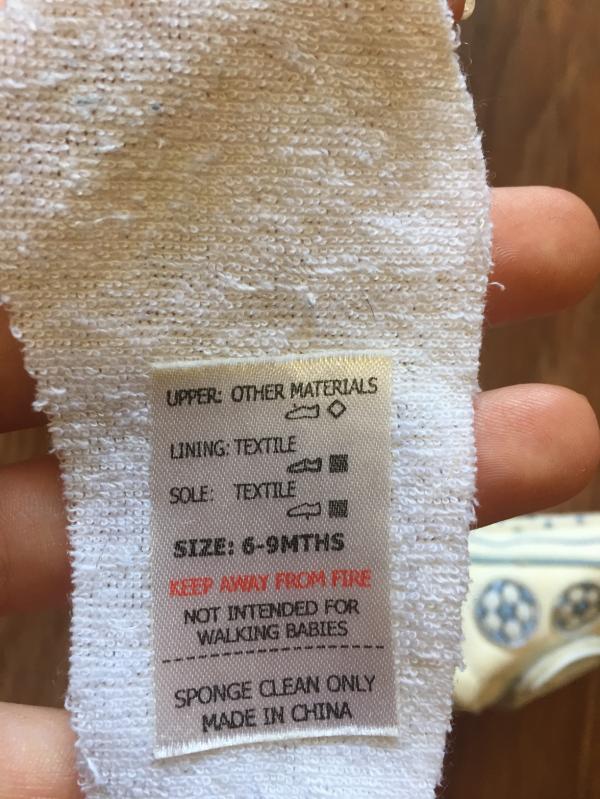 UPPER: OTHER MATERIALS
LINING: TEXTILE
SOLE: TEXTILE
SIZE: 6-9MTHS
KEEP AWAY FROM FIRE
NOT INTENDED FOR
WALKING BABIES
SPONGE CLEAN ONLY
MADE IN CHINA